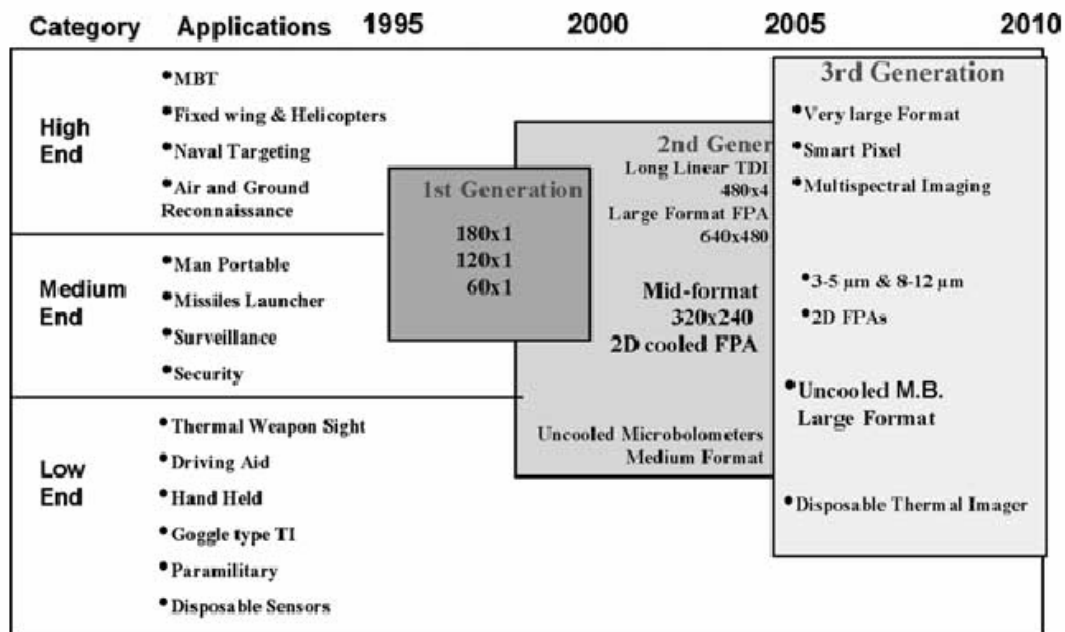 Category Applications 1995 2000 2005 2010
High
End
•MBT
•Fixed wing & Helicopters
•Naval Targeting
•Air and Ground
Reconnaissance
Medium
End
•Man Portable
•Missiles Launcher
•Surveillance
•Security
Low
End
•Thermal Weapon Sight
•Driving Aid
•Hand Held
•Goggle type TI
•Paramilitary
•Disposable Sensors
1st Generation
180x1
120x1
60x1
2nd Gener
Long Linear TDI
480x4
Large Format FPA
640x480
Mid-format
320x240
2D cooled FPA
Uncooled Microbolometers
Medium Format
3rd Generation
•Very large Format
•Smart Pixel
•Multispectral Imaging
•3-5 µm & 8-12 µm
•2D FPAs
•Uncooled M.B.
Large Format
•Disposable Thermal Imager